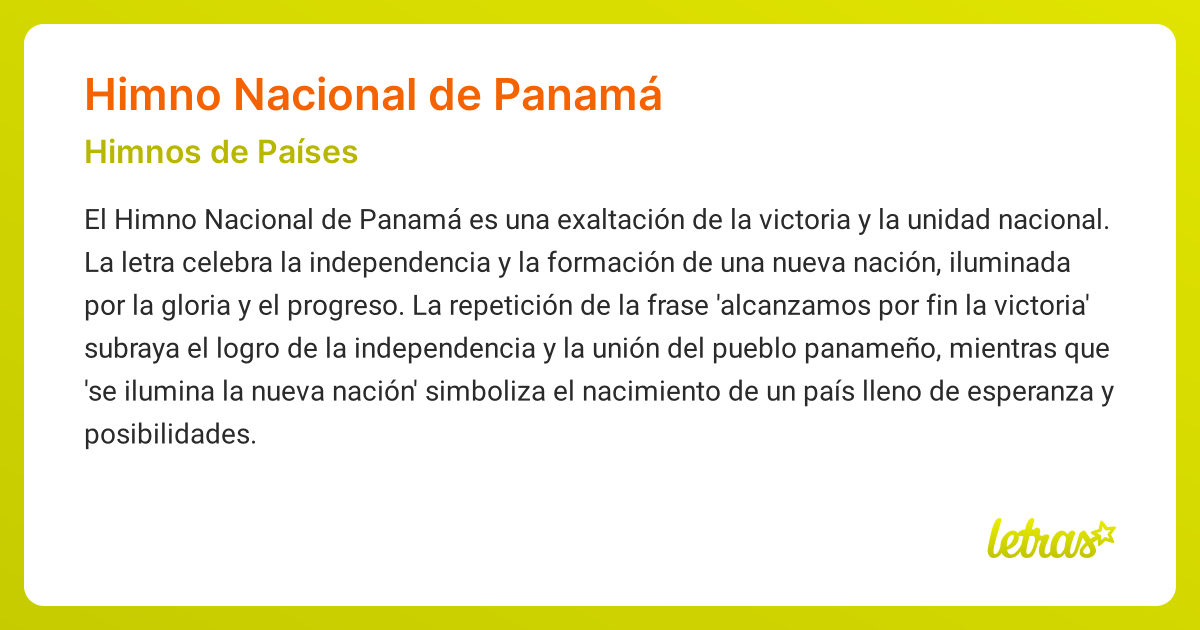 Himno Nacional de Panamá
Himnos de Países
El Himno Nacional de Panamá es una exaltación de la victoria y la unidad nacional.
La letra celebra la independencia y la formación de una nueva nación, iluminada
por la gloria y el progreso. La repetición de la frase 'alcanzamos por fin la victoria'
subraya el logro de la independencia y la unión del pueblo panameño, mientras que
'se ilumina la nueva nación' simboliza el nacimiento de un país lleno de esperanza y
posibilidades.
letras